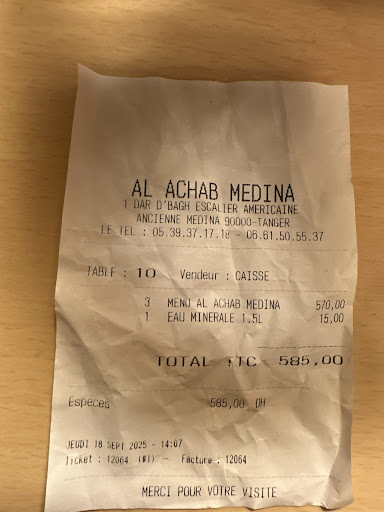 AL ACHAB MEDINA
1 DAR D'BAGH ESCALIER AMERICAINE
ANCIENNE MEDINA 90000-TANGER
LE TEL : 05.39.37.17.18 - 06.61.50.55.37
TABLE : 10 Vendeur : CAISSE
3 MENU AL ACHAB MEDINA 570,00
1 EAU MINERALE 1.5L 15,00
TOTAL TTC 585,00
Especes 585,00 DH
JEUDI 18 SEPT 2025 - 14:07
Ticket : 12064 (#1) - Facture : 12064
MERCI POUR VOTRE VISITE